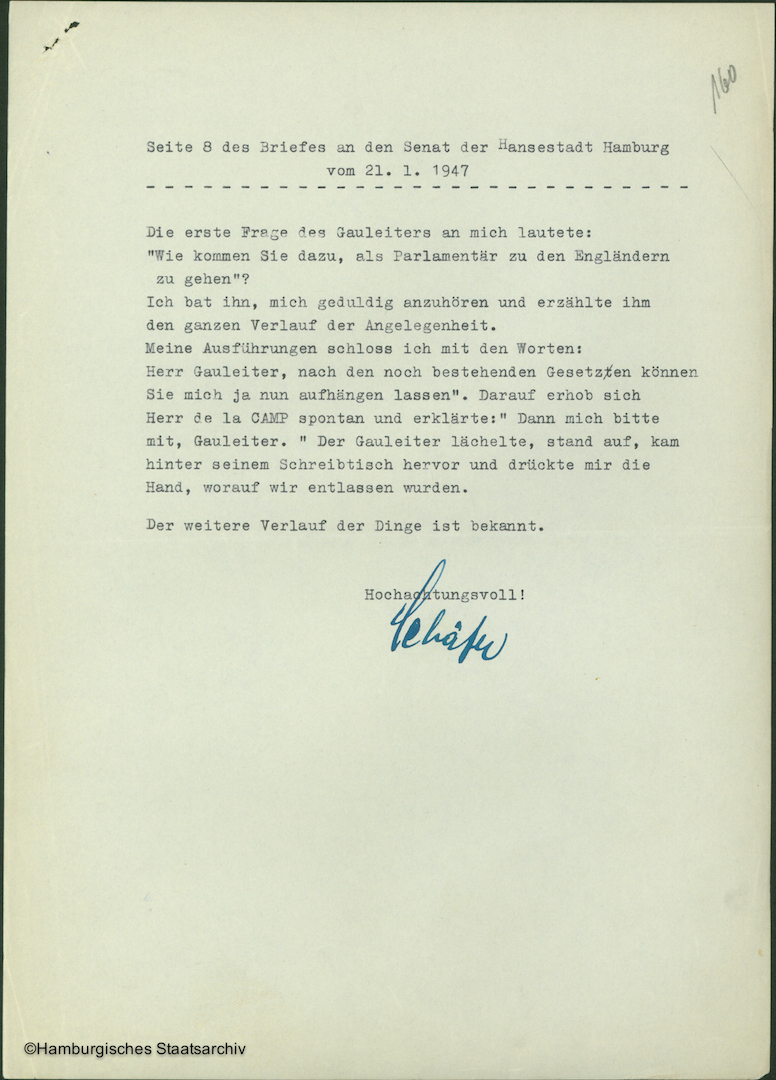 160
Seite 8 des Briefes an den Senat der Hansestadt Hamburg
vom 21. 1. 1947
- - - - - - - - - - - - - - - - - - - - - - - - - - - - -
Die erste Frage des Gauleiters an mich lautete:
"Wie kommen Sie dazu, als Parlamentär zu den Engländern
zu gehen"?
Ich bat ihn, mich geduldig anzuhören und erzählte ihm
den ganzen Verlauf der Angelegenheit.
Meine Ausführungen schloss ich mit den Worten:
Herr Gauleiter, nach den noch bestehenden Gesetzen können
Sie mich ja nun aufhängen lassen". Darauf erhob sich
Herr de la CAMP spontan und erklärte:" Dann mich bitte
mit, Gauleiter. " Der Gauleiter lächelte, stand auf, kam
hinter seinem Schreibtisch hervor und drückte mir die
Hand, worauf wir entlassen wurden.
Der weitere Verlauf der Dinge ist bekannt.
Hochachtungsvoll!
Schäfer
©Hamburgisches Staatsarchiv